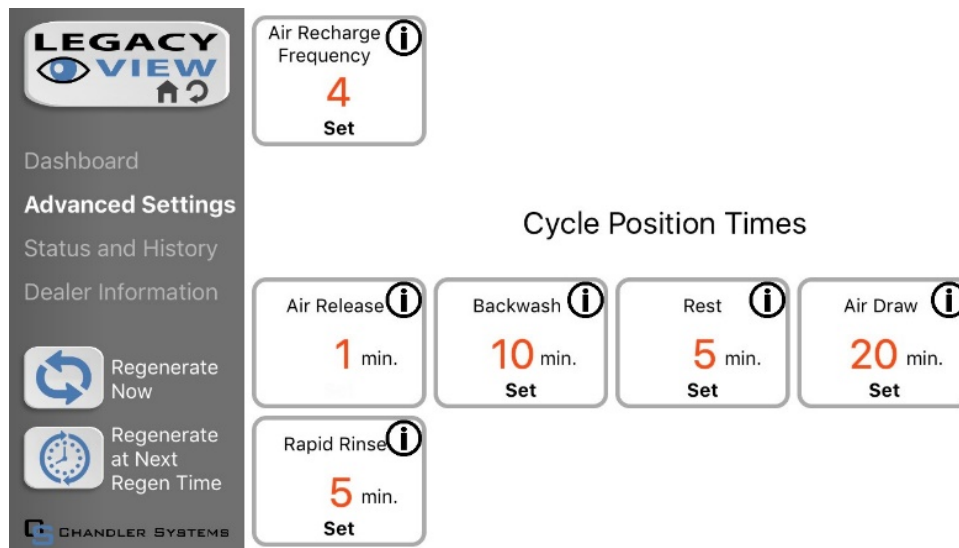 LEGACY
VIEW
Dashboard
Advanced Settings
Status and History
Dealer Information
Regenerate
Now
Regenerate
at Next
Regen Time
CS CHANDLER SYSTEMS
Air Recharge
Frequency
4
Set
Cycle Position Times
Air Release
1 min.
Backwash
10 min.
Set
Rest
5 min.
Set
Air Draw
20 min.
Set
Rapid Rinse
5 min.
Set